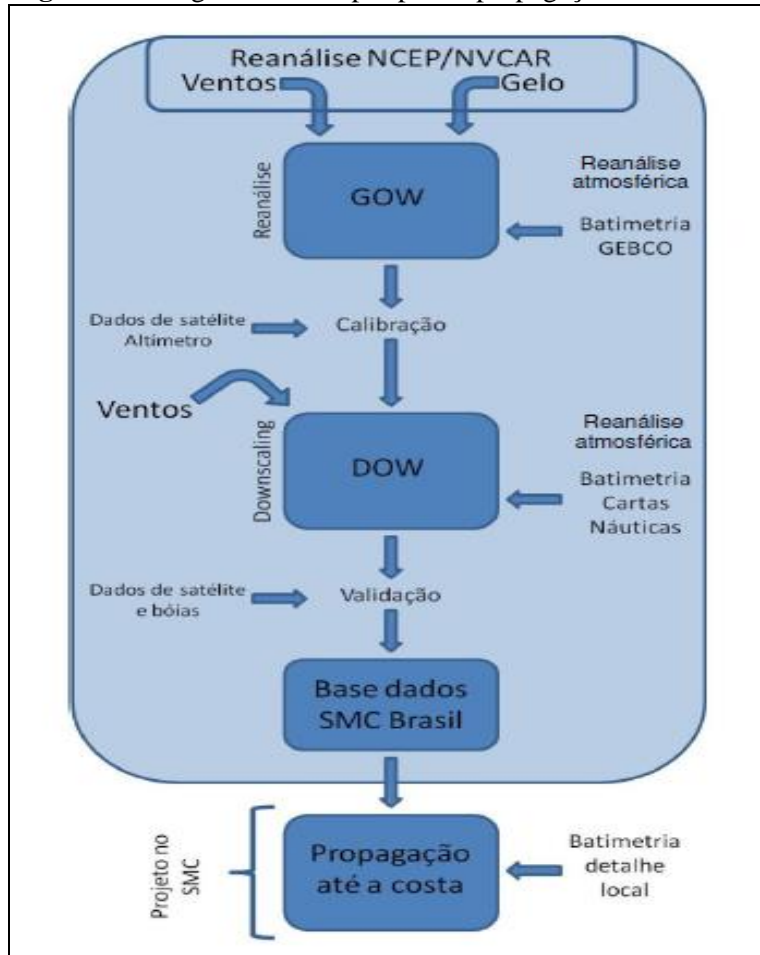 Reanálise NCEP/NVCAR
Ventos
Gelo
Reanálise
GOW
Reanálise
atmosférica
Batimetria
GEBCO
Dados de satélite
Altímetro
Calibração
Ventos
Downscaling
DOW
Reanálise
atmosférica
Batimetria
Cartas
Náuticas
Dados de satélite
e bóias
Validação
Base dados
SMC Brasil
Projeto no
SMC
Propagação
até a costa
Batimetria
detalhe
local